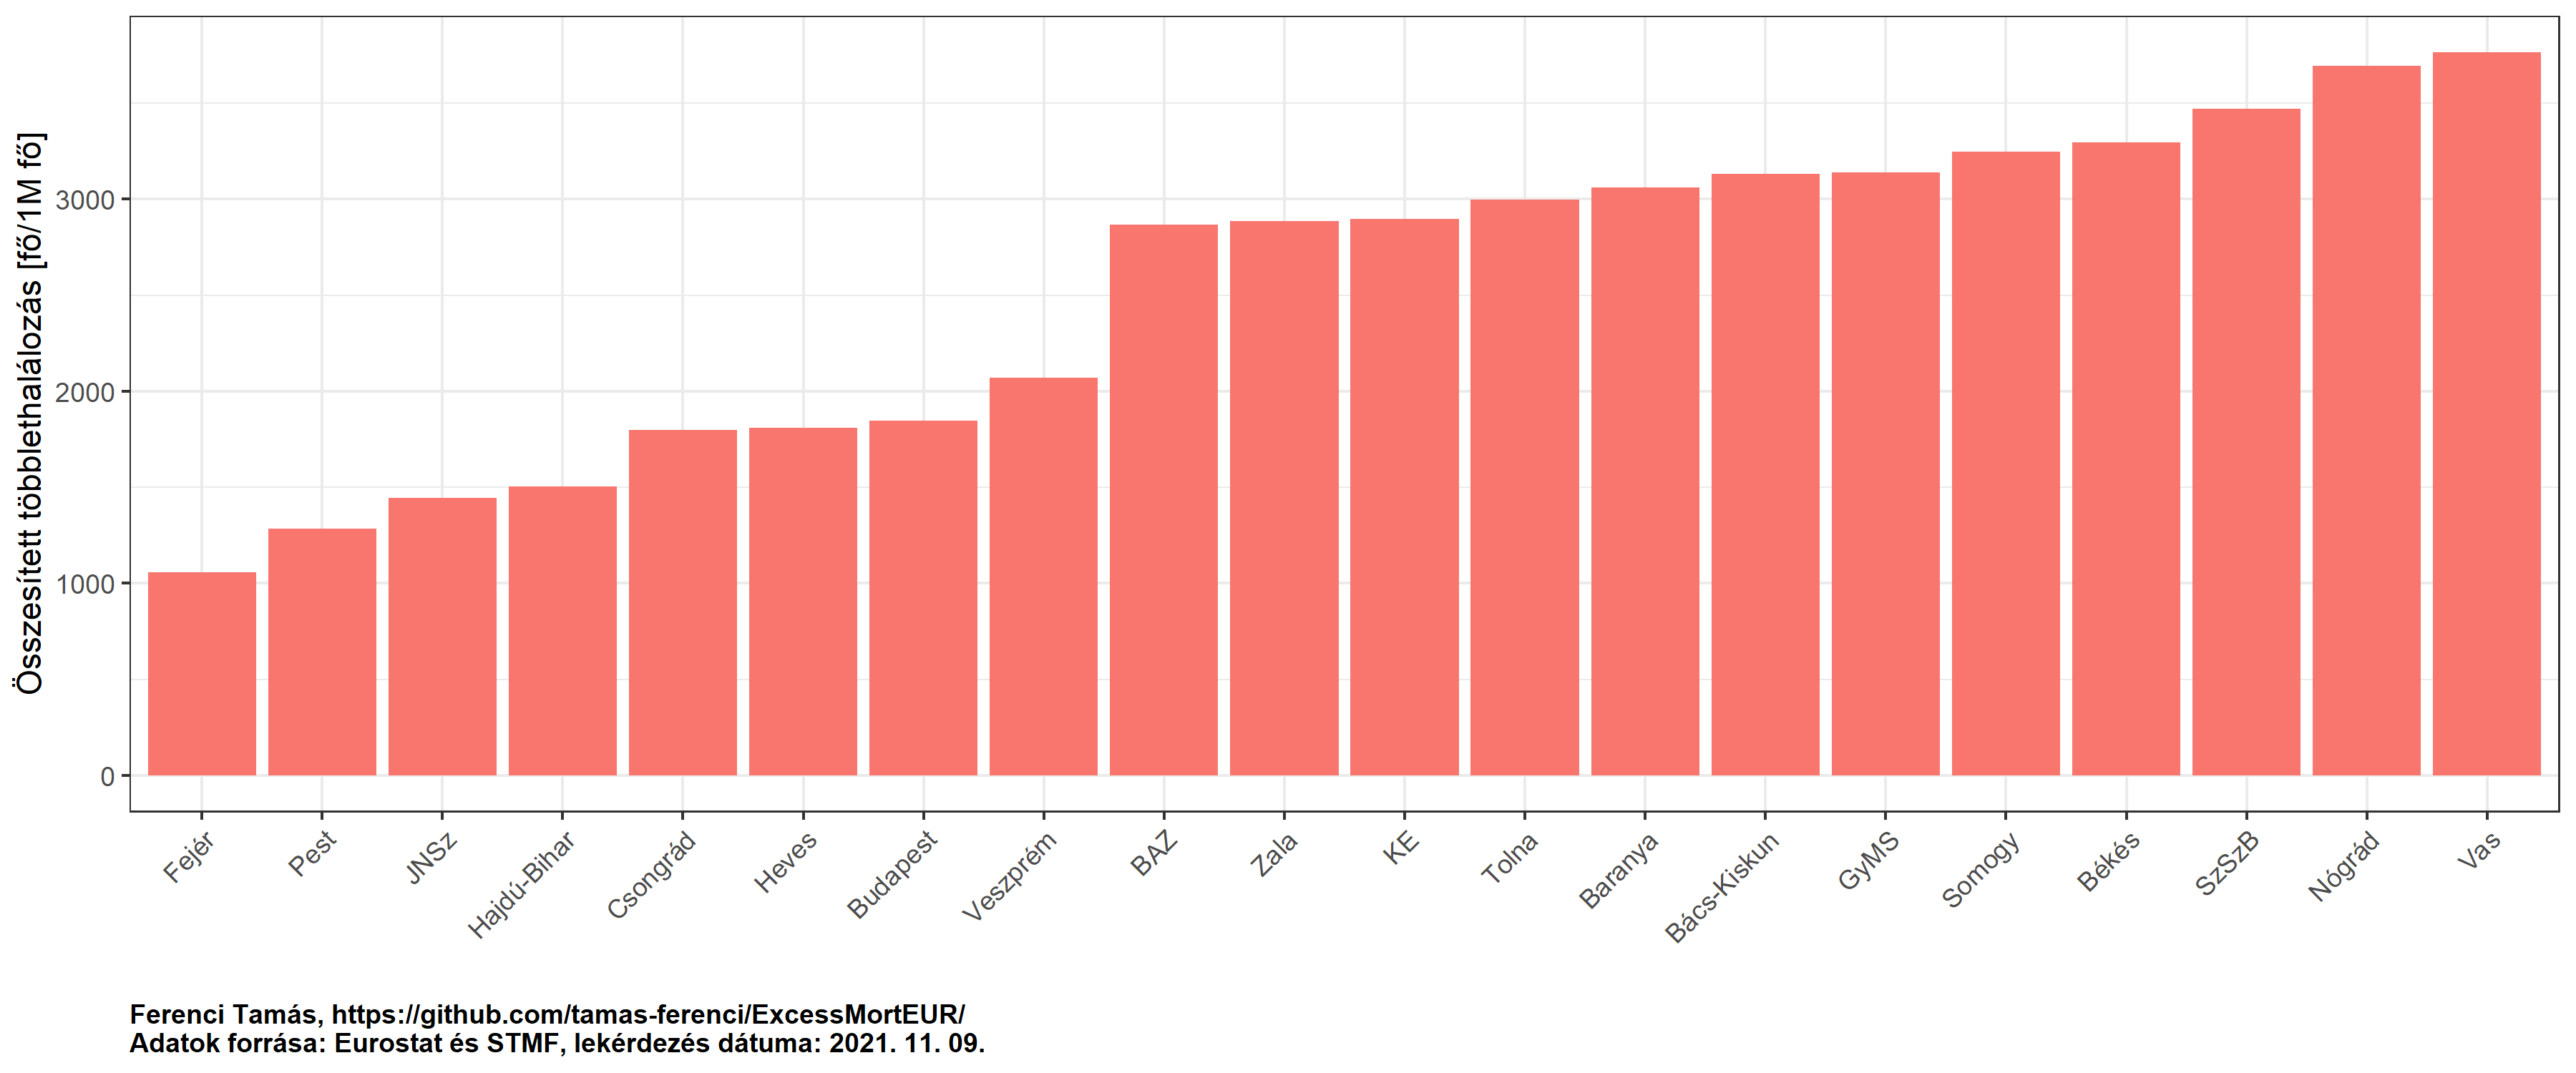 Összesített többlethalálozás [fő/1M fő]
3000
2000
1000
0
Fejér
Pest
JNSz
Hajdú-Bihar
Csongrád
Heves
Budapest
Veszprém
BAZ
Zala
KE
Tolna
Baranya
Bács-Kiskun
GyMS
Somogy
Békés
SzSzB
Nógrád
Vas
Ferenci Tamás, https://github.com/tamas-ferenci/ExcessMortEUR/
Adatok forrása: Eurostat és STMF, lekérdezés dátuma: 2021. 11. 09.